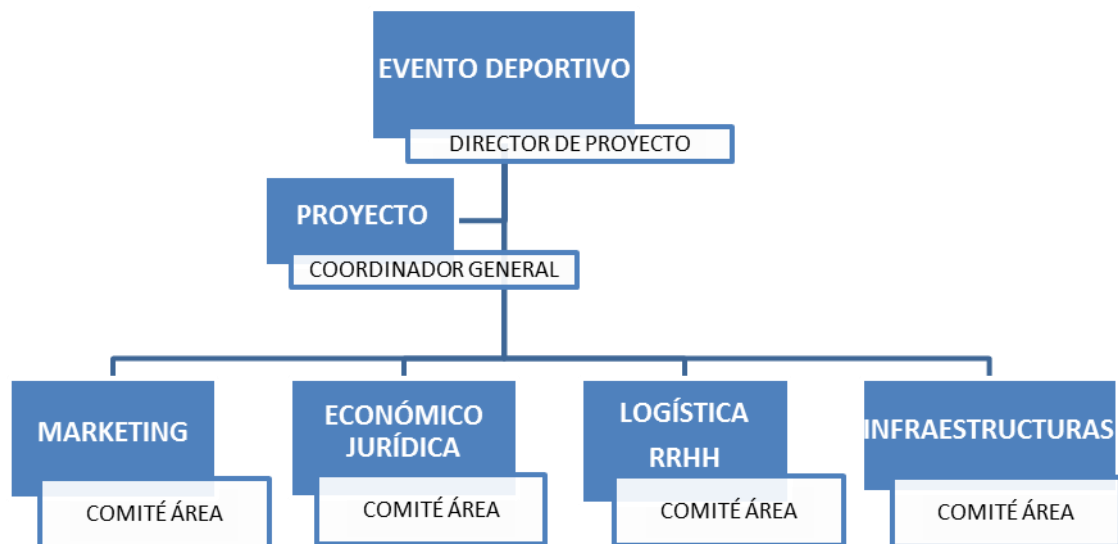 EVENTO DEPORTIVO
DIRECTOR DE PROYECTO
PROYECTO
COORDINADOR GENERAL
MARKETING
COMITÉ ÁREA
ECONÓMICO
JURÍDICA
COMITÉ ÁREA
LOGÍSTICA
RRHH
COMITÉ ÁREA
INFRAESTRUCTURAS
COMITÉ ÁREA